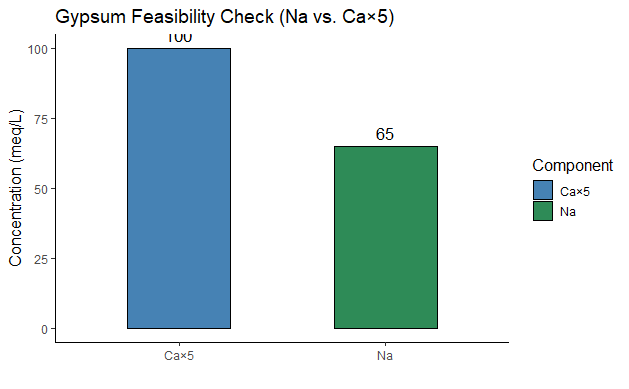 Gypsum Feasibility Check (Na vs. Ca×5)
100
100
75
65
50
25
0
Concentration (meq/L)
Ca×5
Na
Component
Ca×5
Na